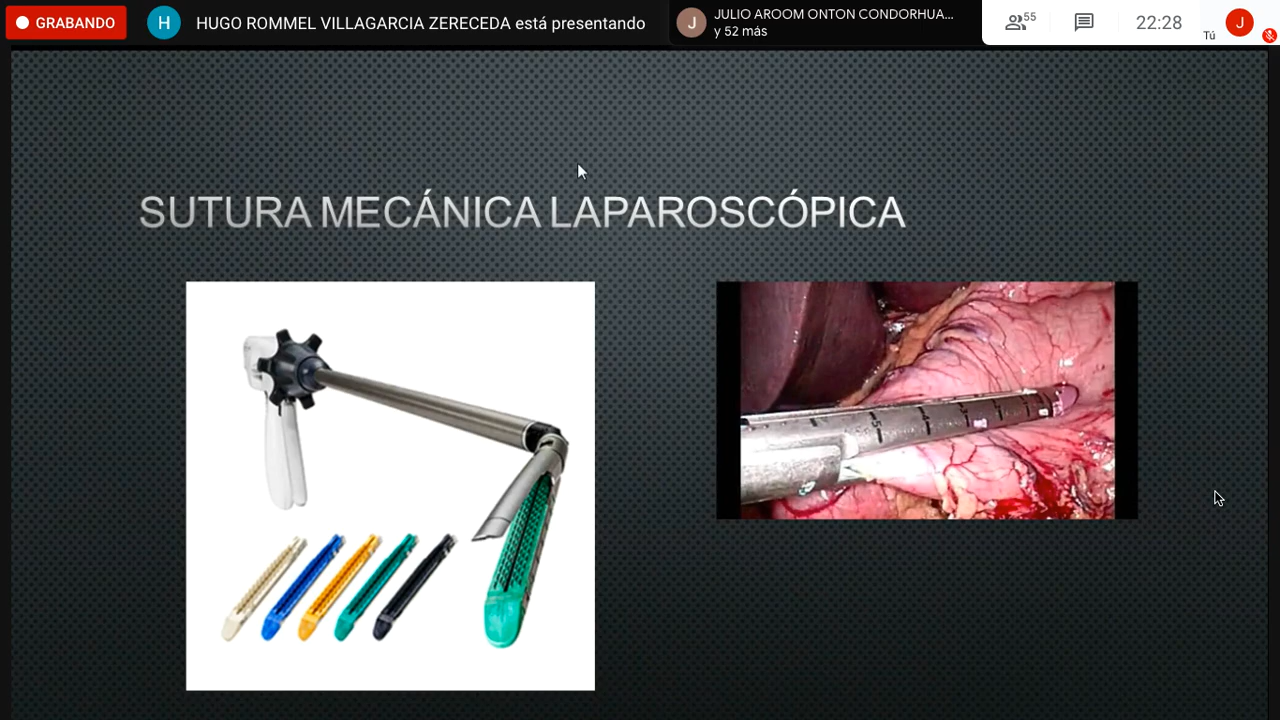 GRABANDO
H
HUGO ROMMEL VILLAGARCIA ZERECEDA está presentando
J
JULIO AROOM ONTON CONDORHUA...
y 52 más
55
22:28
Tú
J
SUTURA MECÁNICA LAPAROSCÓPICA